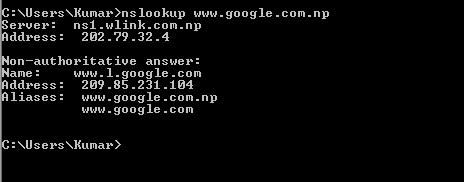 C:\Users\Kumar>nslookup www.google.com.np
Server:  ns1.wlink.com.np
Address:  202.79.32.4

Non-authoritative answer:
Name:    www.l.google.com
Address:  209.85.231.104
Aliases:  www.google.com.np
          www.google.com

C:\Users\Kumar>